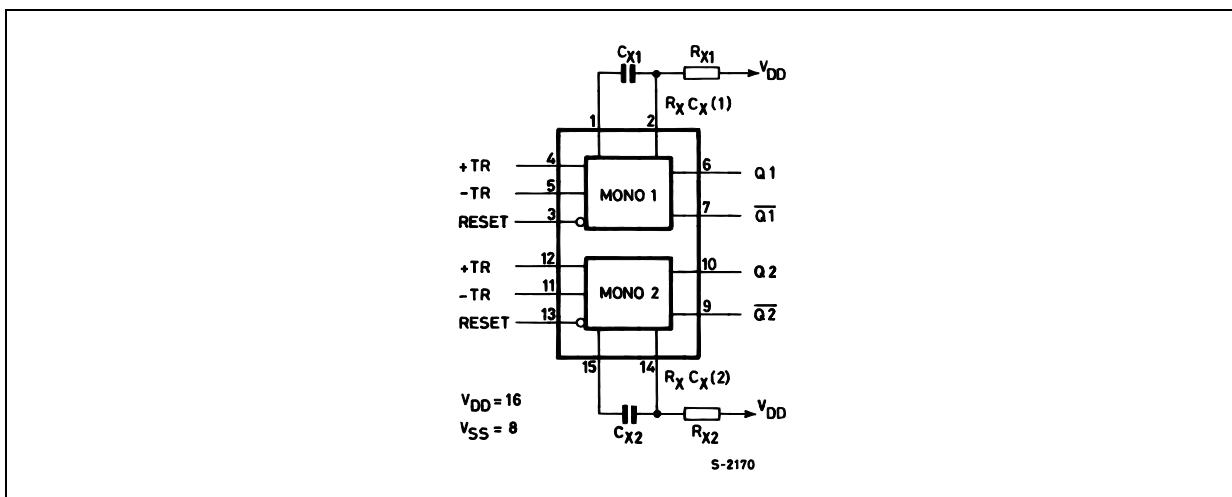 CX1 RX1 VDD
RX CX (1)
1 2
+TR 4 6 Q1
-TR 5 MONO 1 7 Q1
RESET 3
+TR 12 10 Q2
-TR 11 MONO 2 9 Q2
RESET 13
15 14 RX CX (2)
VDD = 16
VSS = 8
CX2 RX2 VDD
S-2170